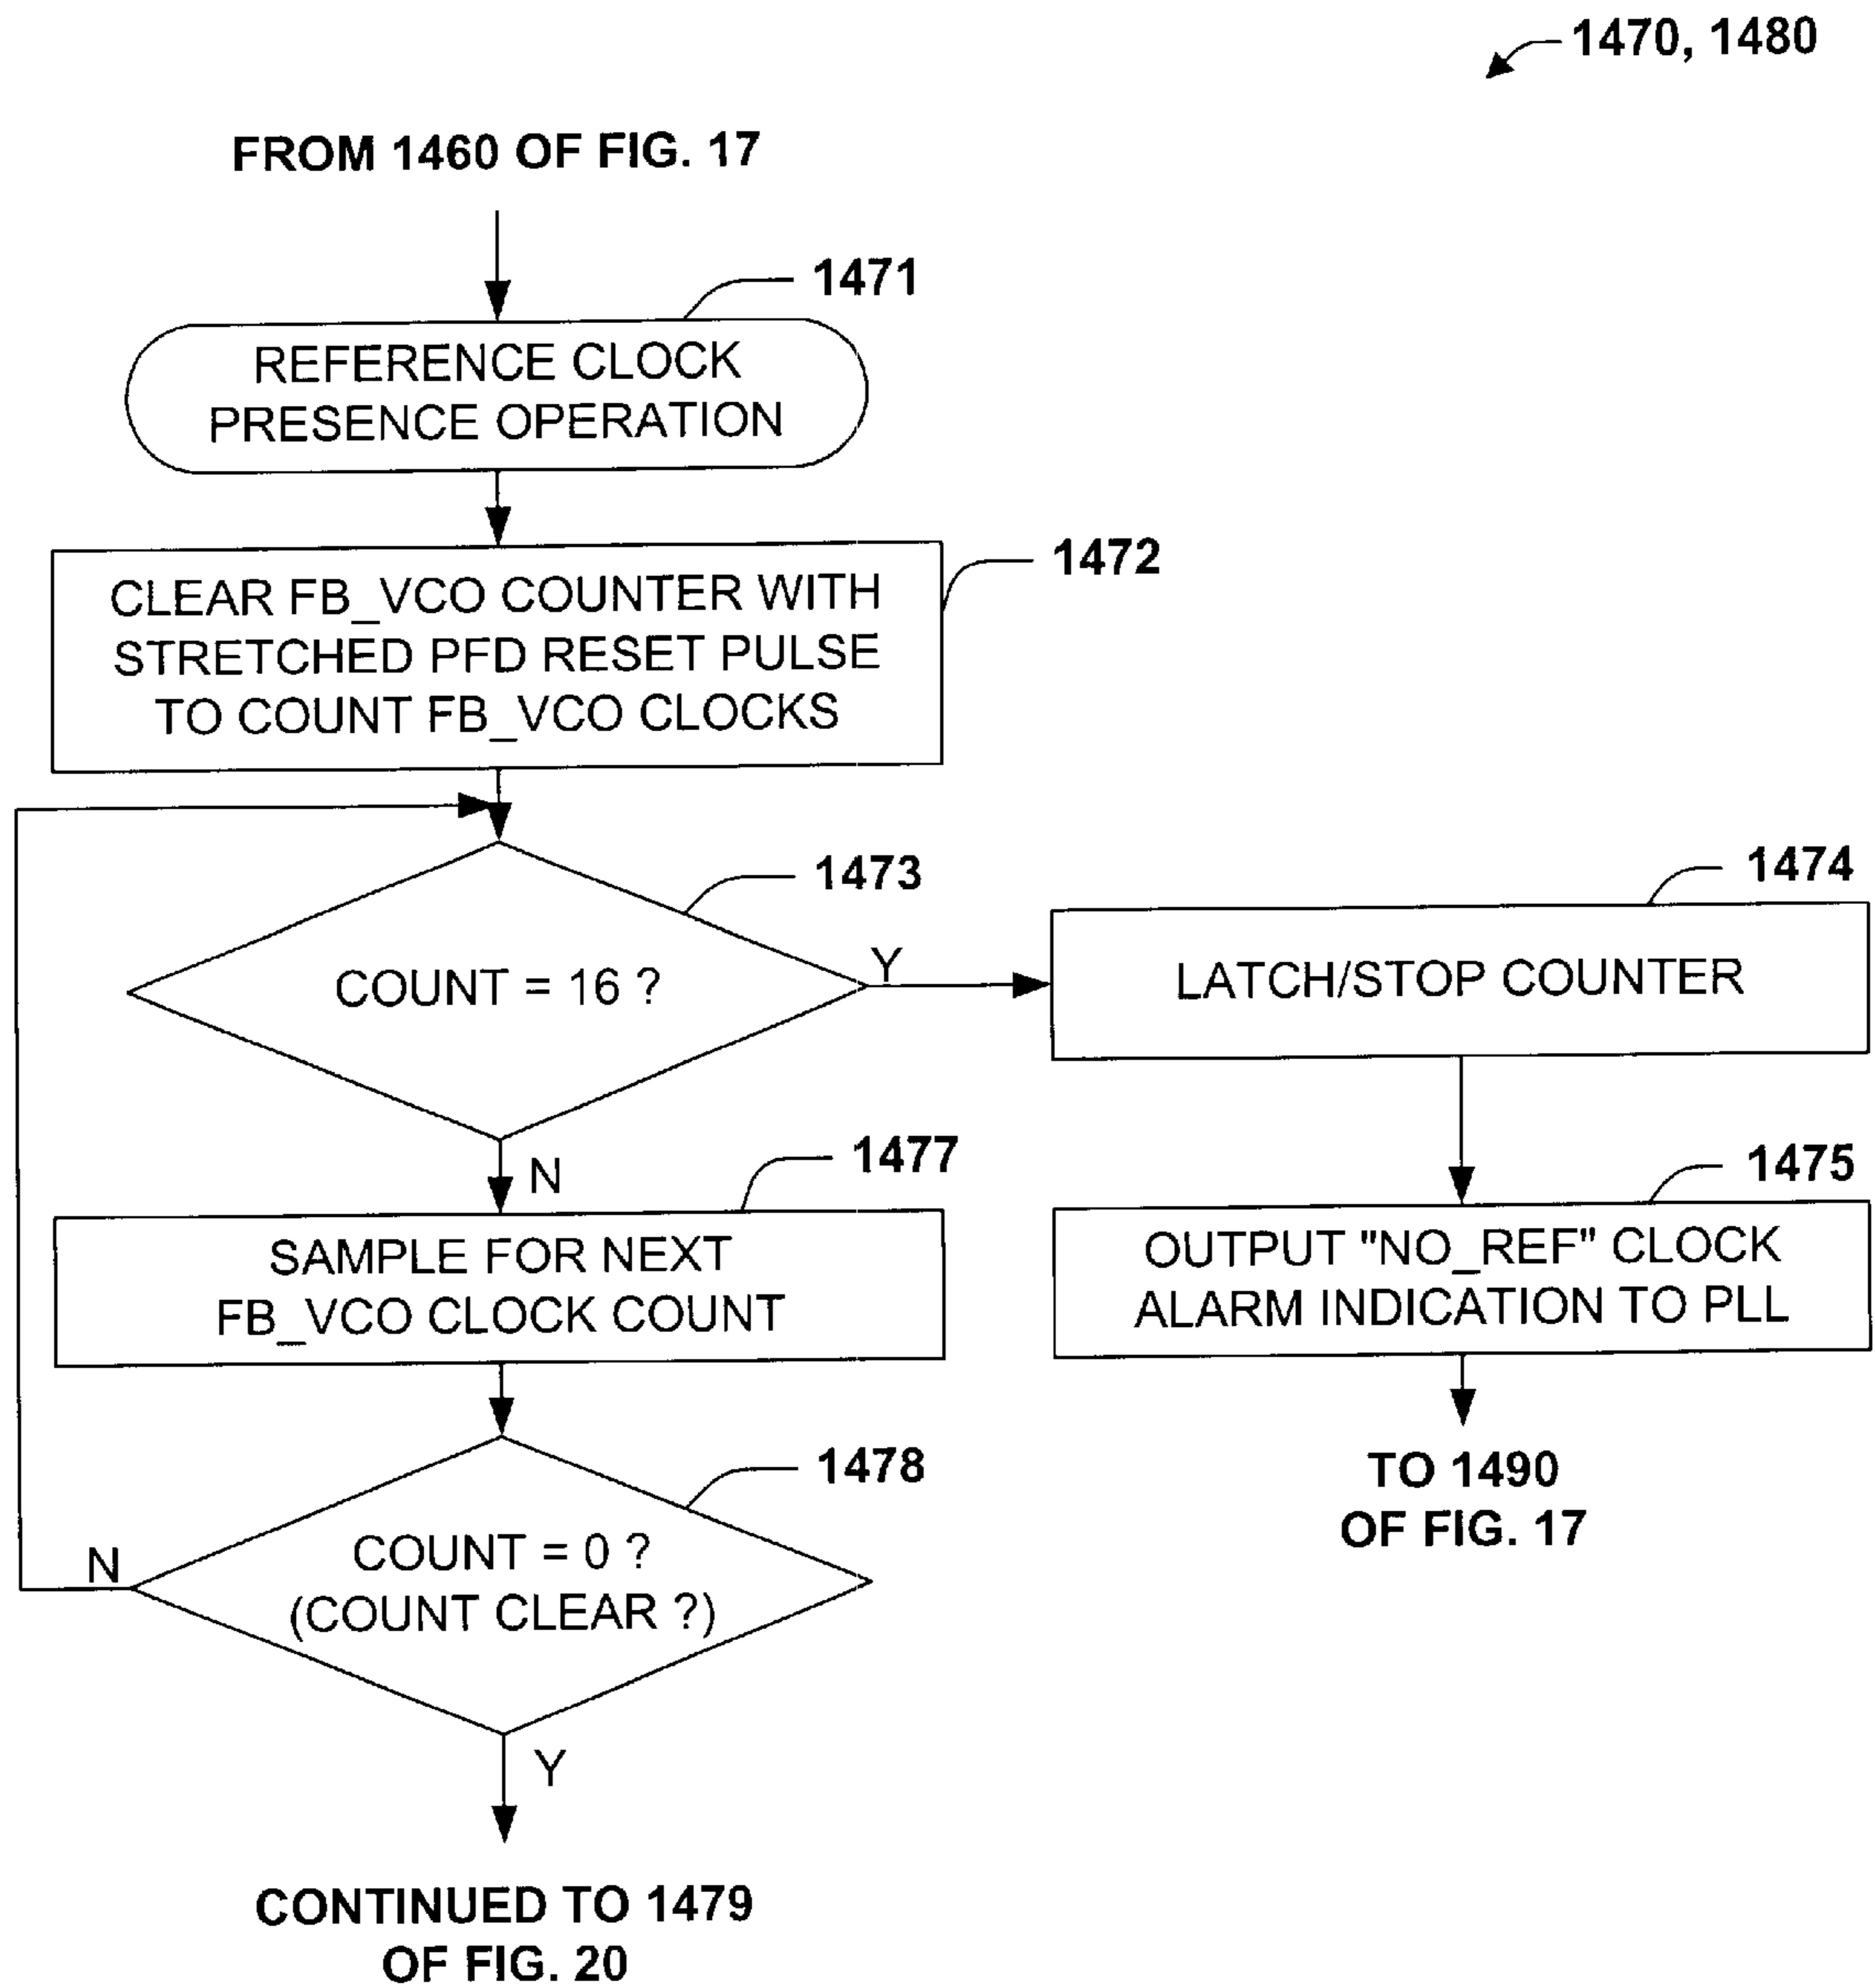 1470, 1480
FROM 1460 OF FIG. 17
1471
REFERENCE CLOCK
PRESENCE OPERATION
1472
CLEAR FB_VCO COUNTER WITH
STRETCHED PFD RESET PULSE
TO COUNT FB_VCO CLOCKS
1473
COUNT = 16 ?
Y
1474
LATCH/STOP COUNTER
N
1477
SAMPLE FOR NEXT
FB_VCO CLOCK COUNT
1475
OUTPUT "NO_REF" CLOCK
ALARM INDICATION TO PLL
TO 1490
OF FIG. 17
1478
COUNT = 0 ?
(COUNT CLEAR ?)
N
Y
CONTINUED TO 1479
OF FIG. 20